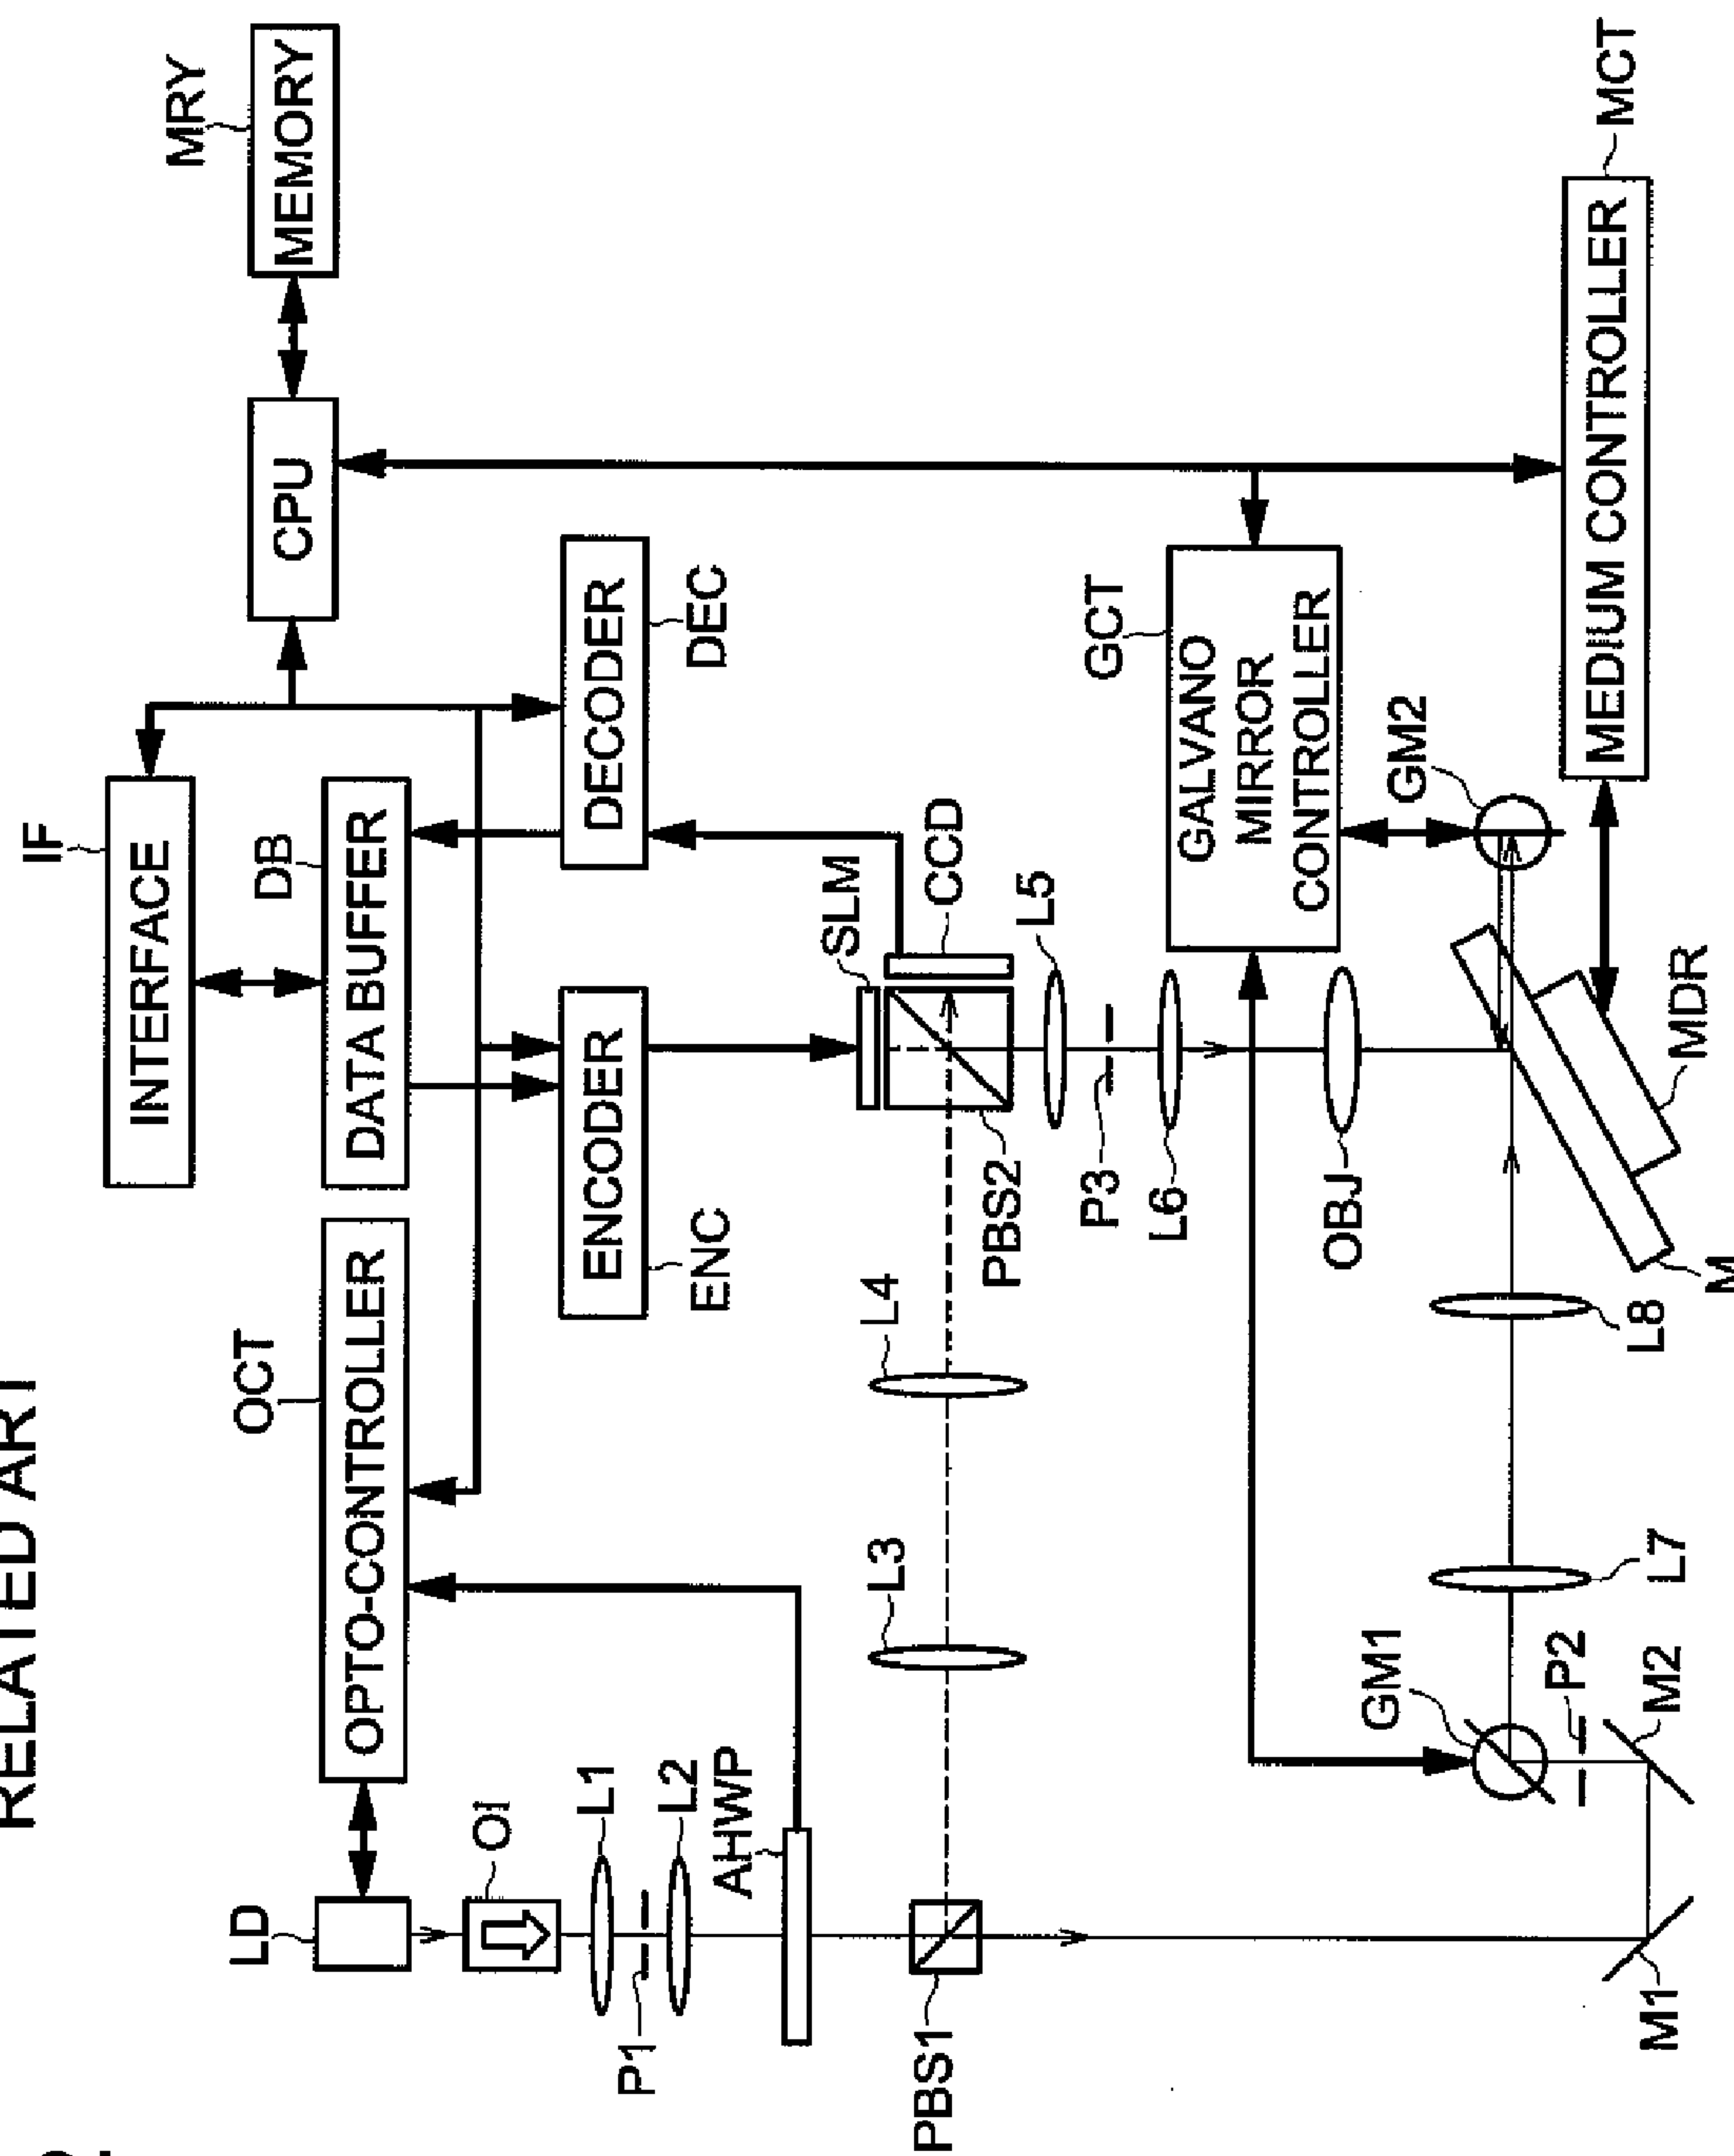 RELATED ART
IF
INTERFACE
MRY
MEMORY
CPU
OCT
OPTO-CONTROLLER
DB
DATA BUFFER
LD
OI
ENCODER
ENC
DECODER
DEC
L1
P1
L2
AHWP
SLM
CCD
PBS1
L3
L4
PBS2
L5
P3
L6
GCT
GALVANO
MIRROR
CONTROLLER
OBJ
GM1
GM2
P2
L7
L8
M
MDR
M1
M2
MEDIUM CONTROLLER
MCT